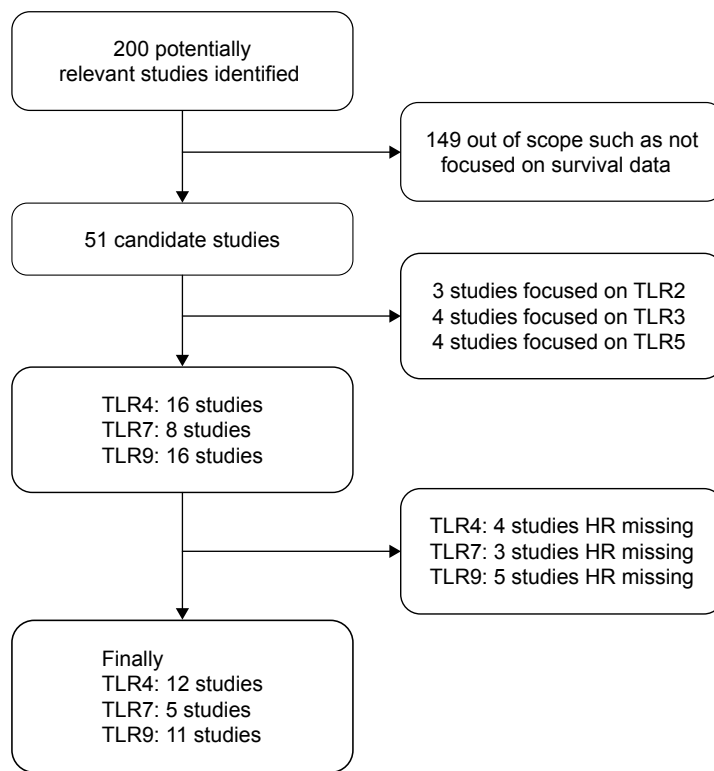 200 potentially
relevant studies identified
149 out of scope such as not
focused on survival data
51 candidate studies
3 studies focused on TLR2
4 studies focused on TLR3
4 studies focused on TLR5
TLR4: 16 studies
TLR7: 8 studies
TLR9: 16 studies
TLR4: 4 studies HR missing
TLR7: 3 studies HR missing
TLR9: 5 studies HR missing
Finally
TLR4: 12 studies
TLR7: 5 studies
TLR9: 11 studies